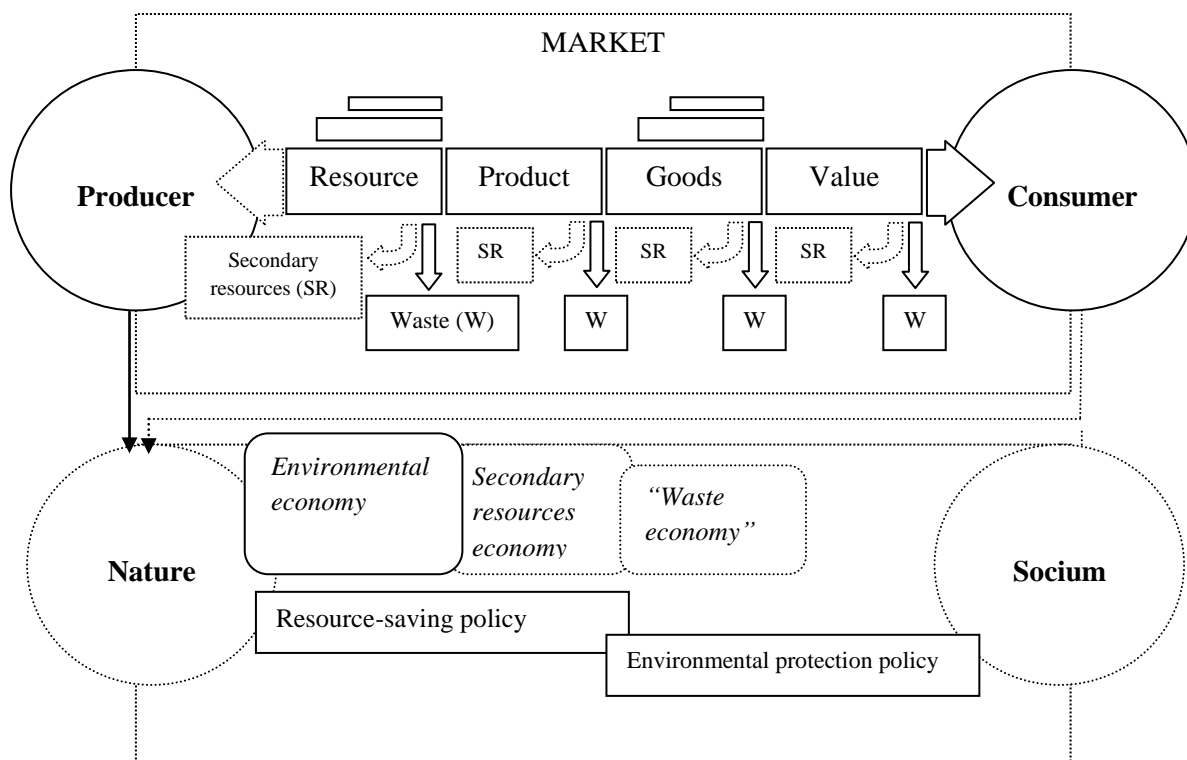 MARKET
Producer
Resource
Product
Goods
Value
Consumer
Secondary
resources (SR)
SR
SR
SR
Waste (W)
W
W
W
Environmental
economy
Secondary
resources
economy
“Waste
economy”
Nature
Socium
Resource-saving policy
Environmental protection policy